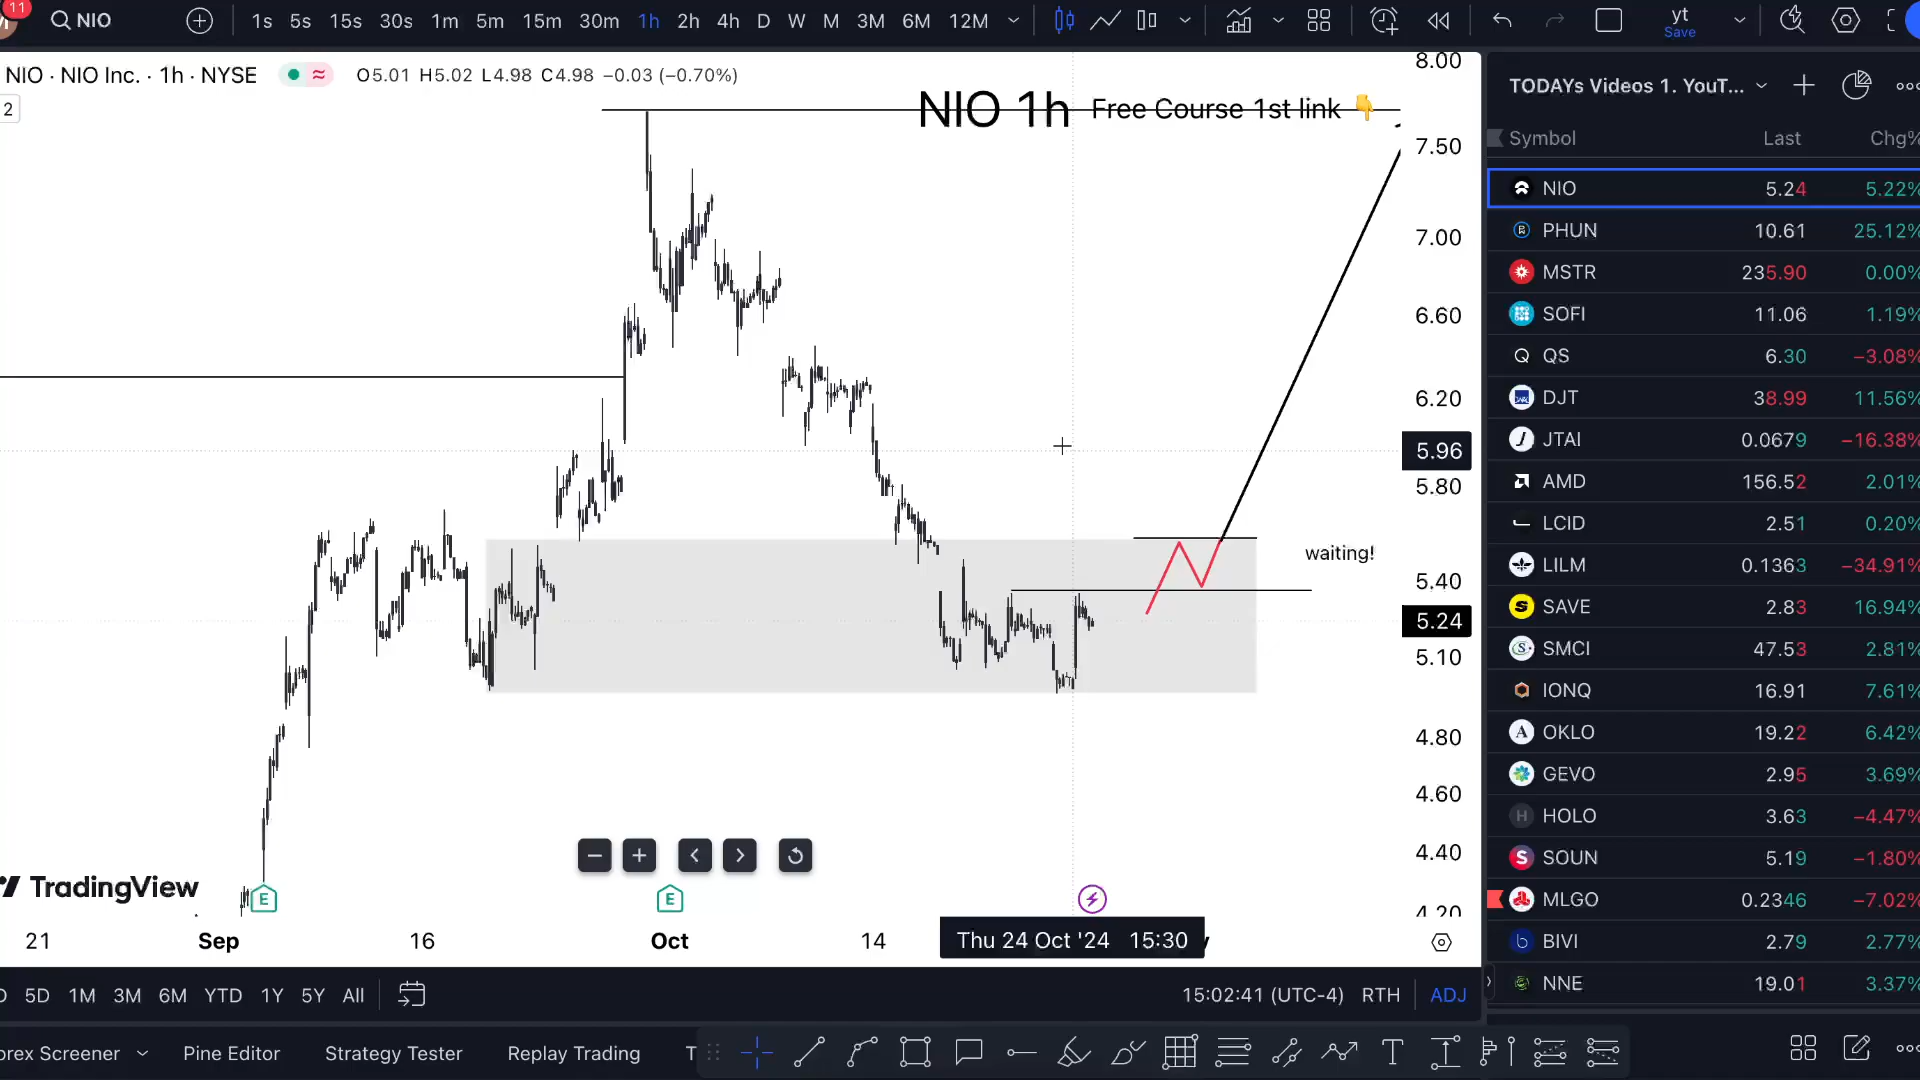 11
NIO
1s 5s 15s 30s 1m 5m 15m 30m 1h 2h 4h D W M 3M 6M 12M
yt
Save
NIO · NIO Inc. · 1h · NYSE
O5.01 H5.02 L4.98 C4.98 −0.03 (−0.70%)
2
NIO 1h Free Course 1st link 👇
8.00
7.50
7.00
6.60
6.20
5.96
5.80
5.40
5.24
5.10
4.80
4.60
4.40
4.20
waiting!
TradingView
E
E
21 Sep 16 Oct 14 Thu 24 Oct '24 15:30
5D 1M 3M 6M YTD 1Y 5Y All
15:02:41 (UTC-4) RTH ADJ
orex Screener Pine Editor Strategy Tester Replay Trading T
TODAYs Videos 1. YouT...
Symbol Last Chg%
NIO 5.24 5.22%
PHUN 10.61 25.12%
MSTR 235.90 0.00%
SOFI 11.06 1.19%
QS 6.30 −3.08%
DJT 38.99 11.56%
JTAI 0.0679 −16.38%
AMD 156.52 2.01%
LCID 2.51 0.20%
LILM 0.1363 −34.91%
SAVE 2.83 16.94%
SMCI 47.53 2.81%
IONQ 16.91 7.61%
OKLO 19.22 6.42%
GEVO 2.95 3.69%
HOLO 3.63 −4.47%
SOUN 5.19 −1.80%
MLGO 0.2346 −7.02%
BIVI 2.79 2.77%
NNE 19.01 3.37%